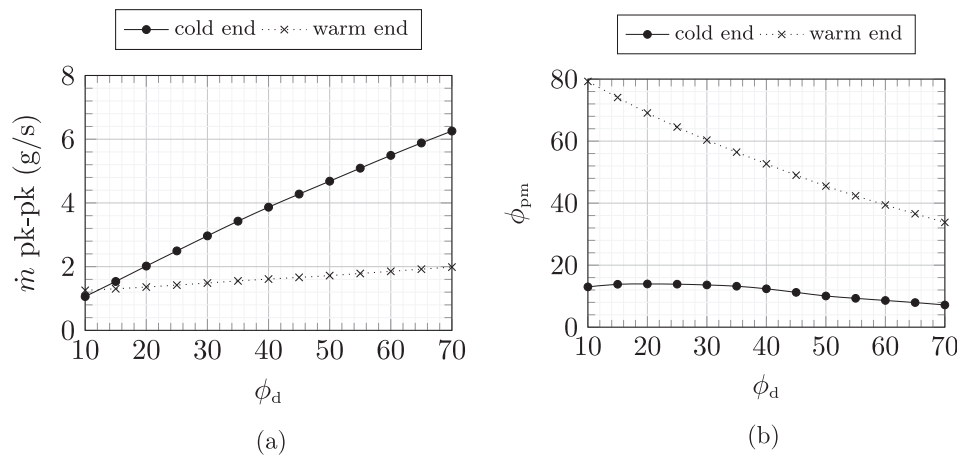 cold end warm end
8
6
4
2
0
ṁ pk-pk (g/s)
10 20 30 40 50 60 70
ϕd
(a)
cold end warm end
80
60
40
20
0
ϕpm
10 20 30 40 50 60 70
ϕd
(b)